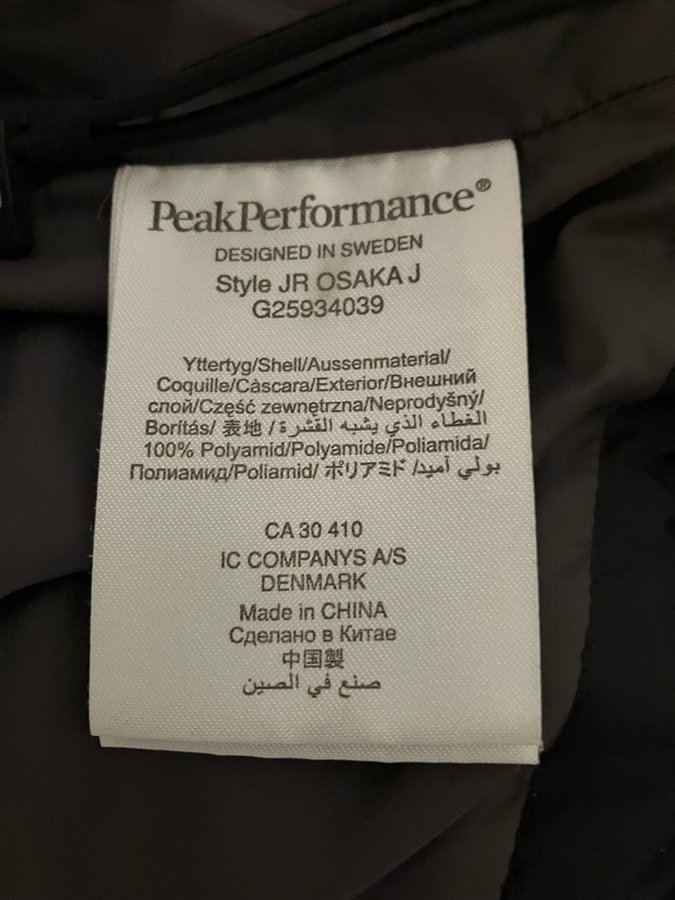 PeakPerformance®
DESIGNED IN SWEDEN
Style JR OSAKA J
G25934039
Yttertyg/Shell/Aussenmaterial/
Coquille/Càscara/Exterior/Внешний
слой/Część zewnętrzna/Neprodyšný/
Borítás/ 表地 / الغطاء الذي يشبه القشرة/
100% Polyamid/Polyamide/Poliamida/
Полиамид/Poliamid/ ポリアミド /بولي أميد
CA 30 410
IC COMPANYS A/S
DENMARK
Made in CHINA
Сделано в Китае
中国製
صنع في الصين